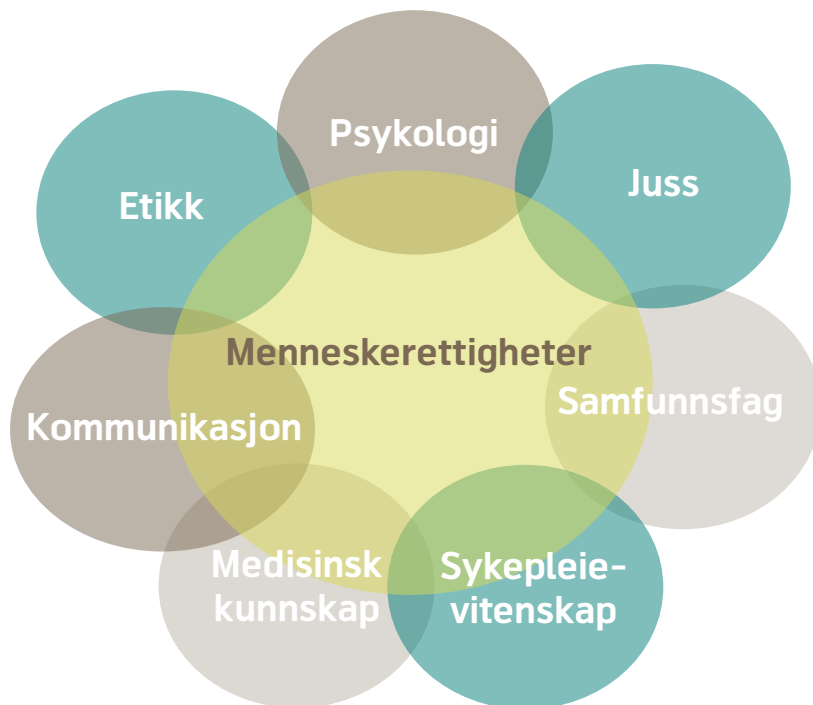 Psykologi
Juss
Etikk
Menneskerettigheter
Samfunnsfag
Kommunikasjon
Medisinsk
kunnskap
Sykepleie-
vitenskap